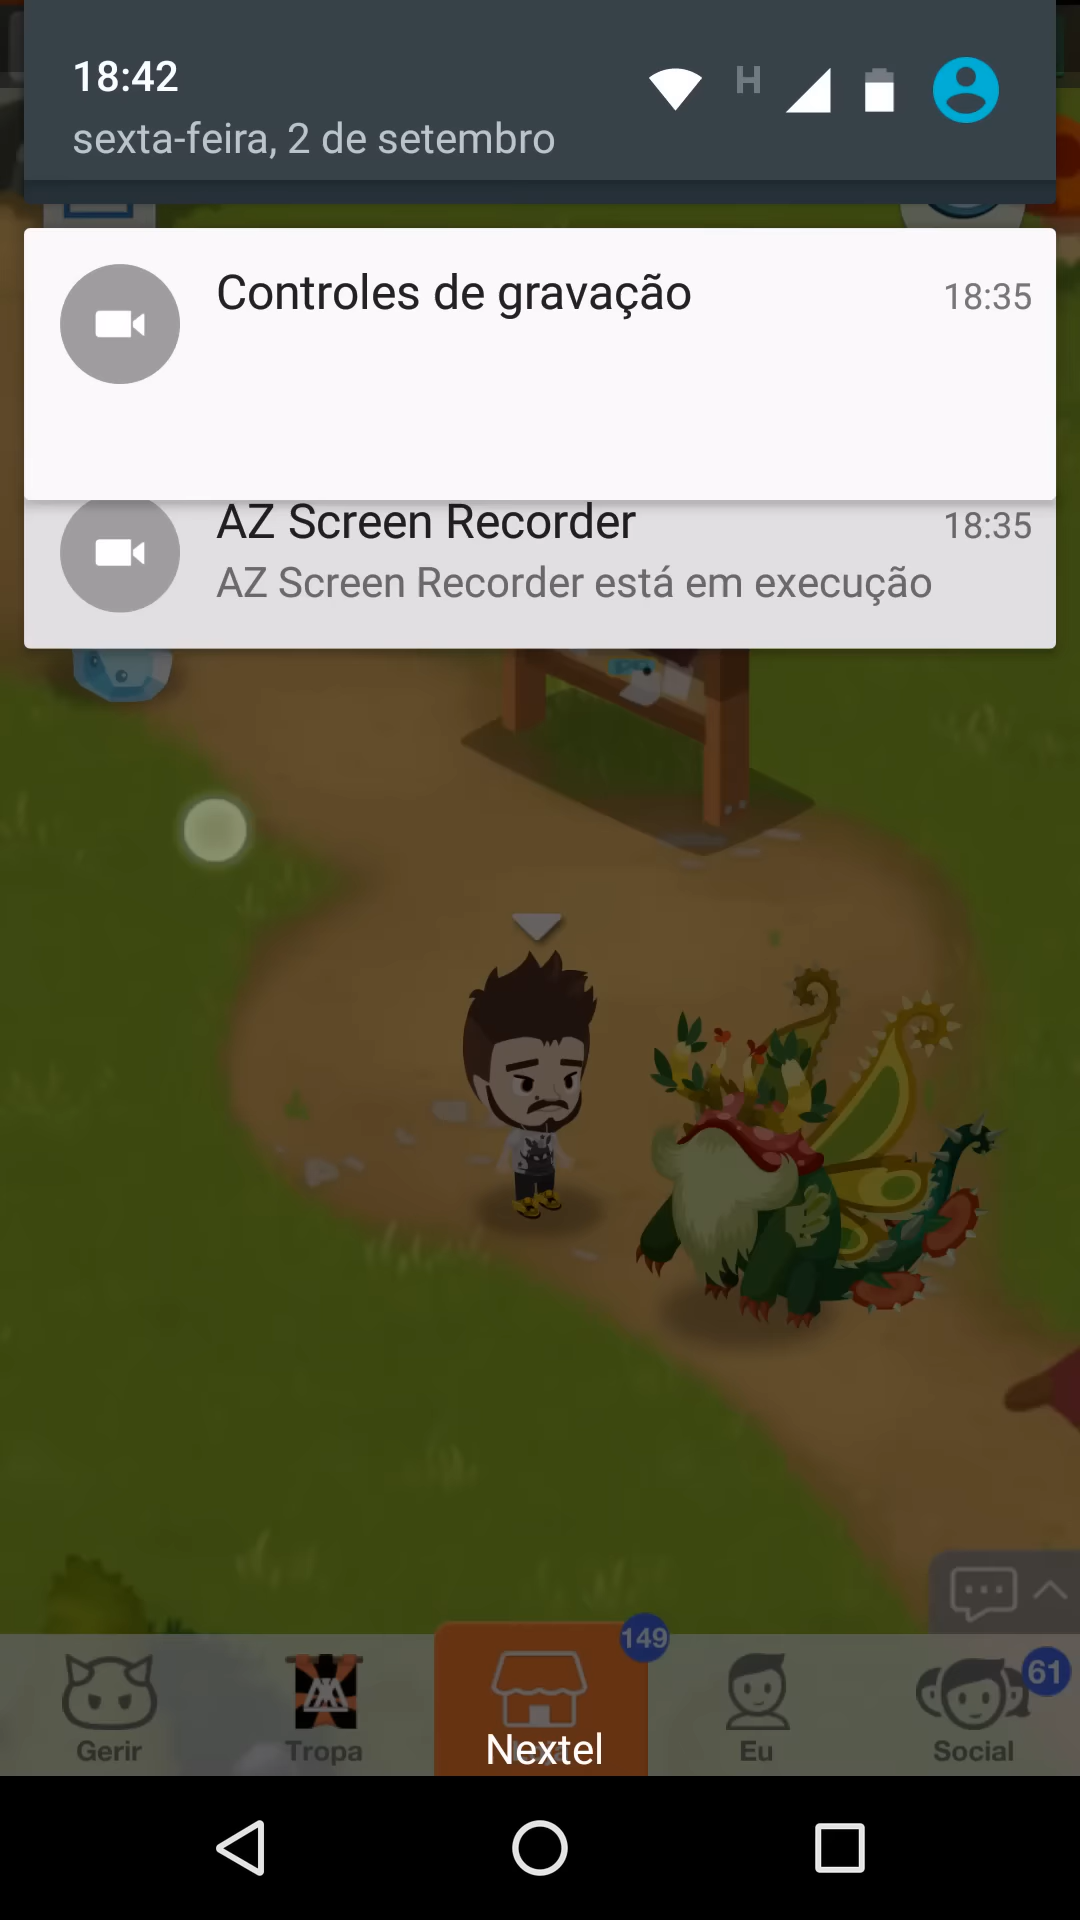 18:42
H
sexta-feira, 2 de setembro
Controles de gravação
18:35
AZ Screen Recorder
18:35
AZ Screen Recorder está em execução
149
61
Gerir
Tropa
Nextel
Eu
Social